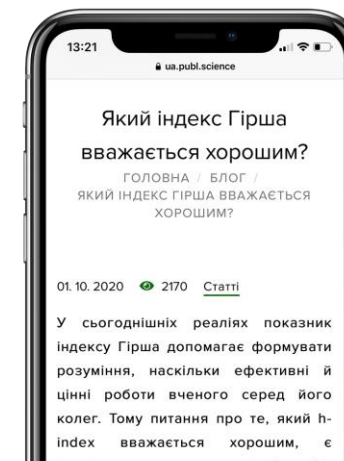 13:21
ua.publ.science
Який індекс Гірша
вважається хорошим?
ГОЛОВНА / БЛОГ /
ЯКИЙ ІНДЕКС ГІРША ВВАЖАЄТЬСЯ
ХОРОШИМ?
01. 10. 2020 2170 Статті
У сьогоднішніх реаліях показник
індексу Гірша допомагає формувати
розуміння, наскільки ефективні й
цінні роботи вченого серед його
колег. Тому питання про те, який h-
index вважається хорошим, є